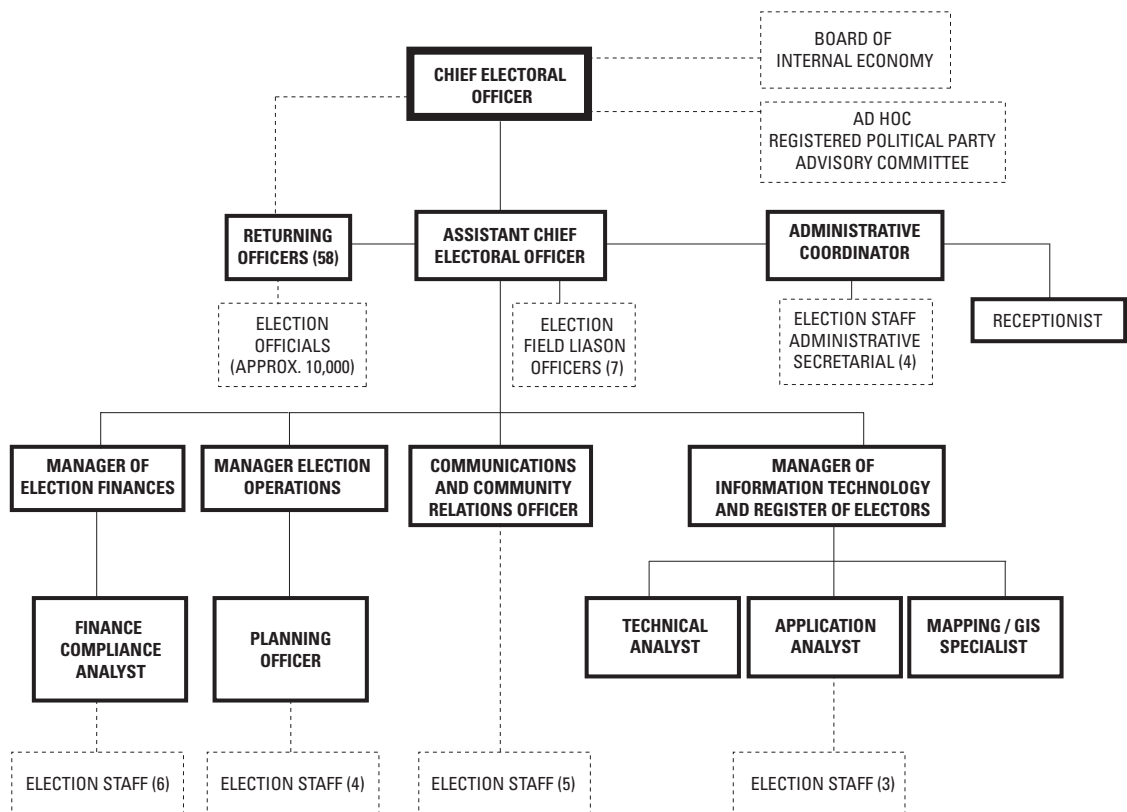 BOARD OF
INTERNAL ECONOMY
CHIEF ELECTORAL
OFFICER
AD HOC
REGISTERED POLITICAL PARTY
ADVISORY COMMITTEE
RETURNING
OFFICERS (58)
ASSISTANT CHIEF
ELECTORAL OFFICER
ADMINISTRATIVE
COORDINATOR
ELECTION
OFFICIALS
(APPROX. 10,000)
ELECTION
FIELD LIASON
OFFICERS (7)
ELECTION STAFF
ADMINISTRATIVE
SECRETARIAL (4)
RECEPTIONIST
MANAGER OF
ELECTION FINANCES
MANAGER ELECTION
OPERATIONS
COMMUNICATIONS
AND COMMUNITY
RELATIONS OFFICER
MANAGER OF
INFORMATION TECHNOLOGY
AND REGISTER OF ELECTORS
FINANCE
COMPLIANCE
ANALYST
PLANNING
OFFICER
TECHNICAL
ANALYST
APPLICATION
ANALYST
MAPPING / GIS
SPECIALIST
ELECTION STAFF (6)
ELECTION STAFF (4)
ELECTION STAFF (5)
ELECTION STAFF (3)